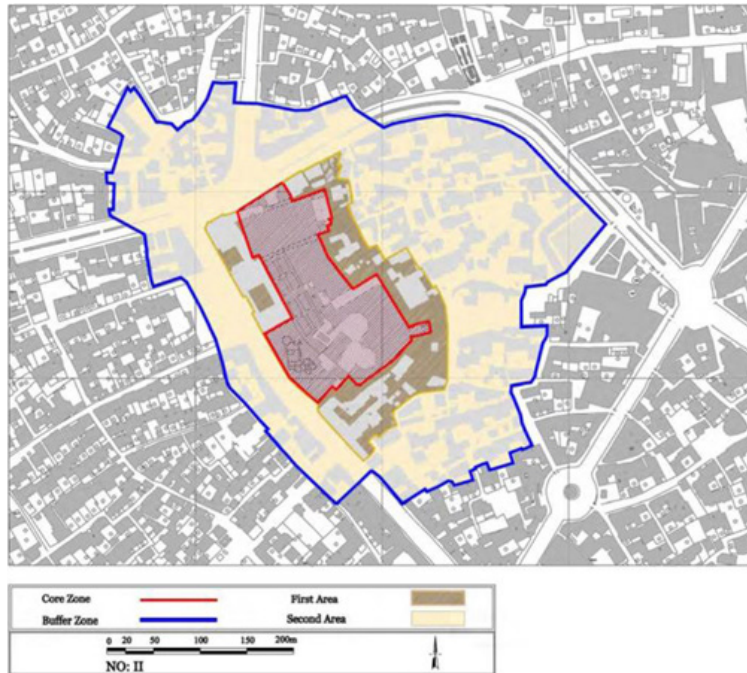 Core Zone
First Area
Buffer Zone
Second Area
0 20 50 100 150 200m
NO: II